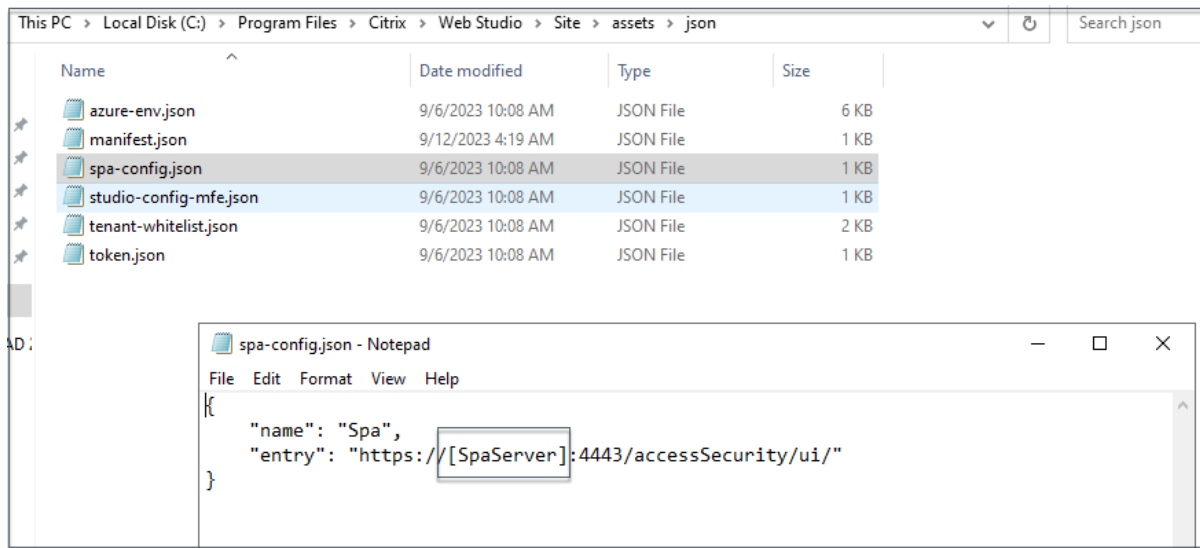 This PC > Local Disk (C:) > Program Files > Citrix > Web Studio > Site > assets > json
Search json
Name Date modified Type Size
azure-env.json 9/6/2023 10:08 AM JSON File 6 KB
manifest.json 9/12/2023 4:19 AM JSON File 1 KB
spa-config.json 9/6/2023 10:08 AM JSON File 1 KB
studio-config-mfe.json 9/6/2023 10:08 AM JSON File 1 KB
tenant-whitelist.json 9/6/2023 10:08 AM JSON File 2 KB
token.json 9/6/2023 10:08 AM JSON File 1 KB
spa-config.json - Notepad
File Edit Format View Help
{
"name": "Spa",
"entry": "https://[SpaServer]:4443/accessSecurity/ui/"
}